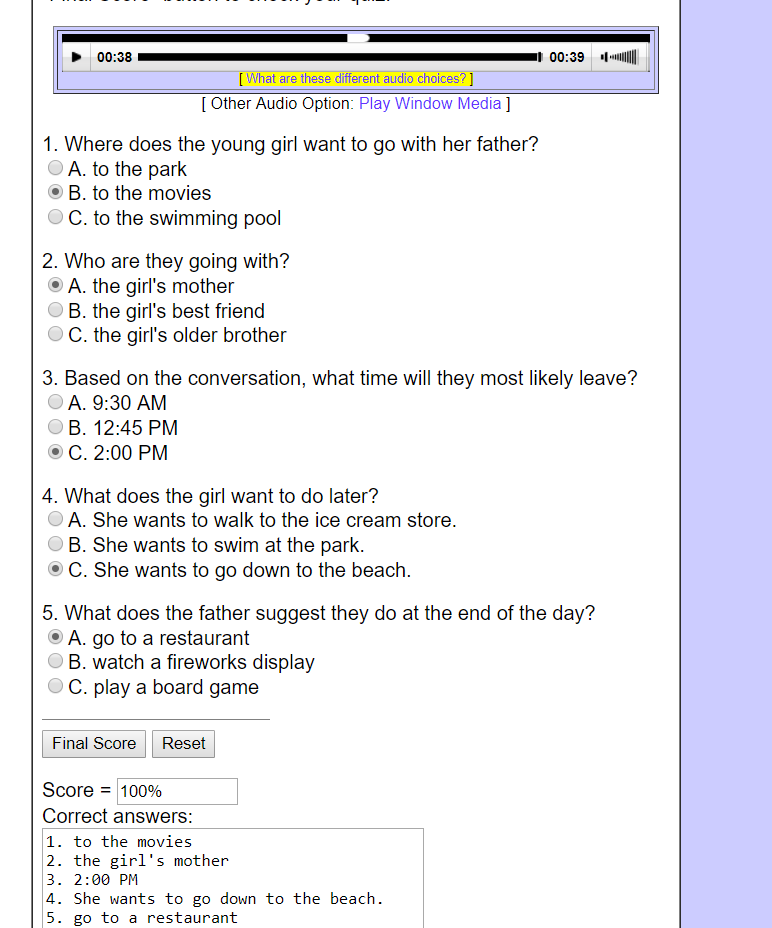 00:38 00:39
[ What are these different audio choices? ]
[ Other Audio Option: Play Window Media ]
1. Where does the young girl want to go with her father?
A. to the park
B. to the movies
C. to the swimming pool
2. Who are they going with?
A. the girl's mother
B. the girl's best friend
C. the girl's older brother
3. Based on the conversation, what time will they most likely leave?
A. 9:30 AM
B. 12:45 PM
C. 2:00 PM
4. What does the girl want to do later?
A. She wants to walk to the ice cream store.
B. She wants to swim at the park.
C. She wants to go down to the beach.
5. What does the father suggest they do at the end of the day?
A. go to a restaurant
B. watch a fireworks display
C. play a board game
Final Score Reset
Score = 100%
Correct answers:
1. to the movies
2. the girl's mother
3. 2:00 PM
4. She wants to go down to the beach.
5. go to a restaurant